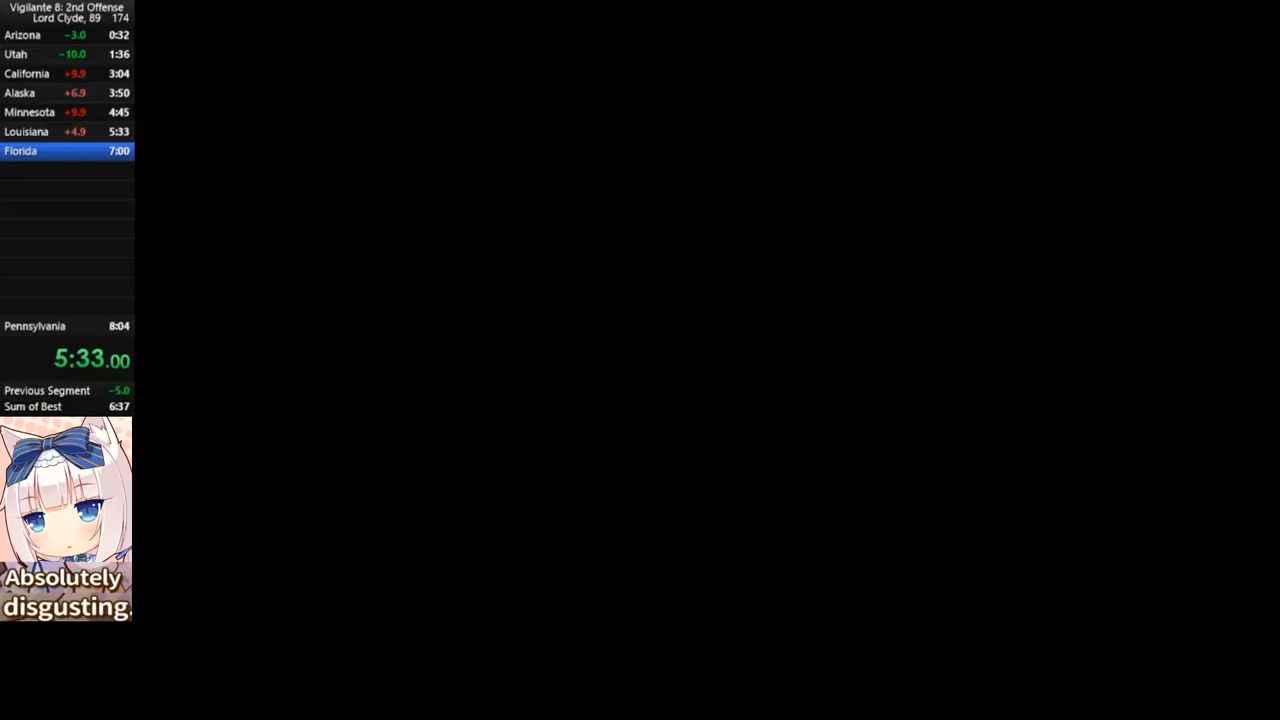 Vigilante 8: 2nd Offense
Lord Clyde, 89 174
Arizona −3.0 0:32
Utah −10.0 1:36
California +9.9 3:04
Alaska +6.9 3:50
Minnesota +9.9 4:45
Louisiana +4.9 5:33
Florida 7:00
Pennsylvania 8:04
5:33.00
Previous Segment −5.0
Sum of Best 6:37
Absolutely
disgusting.